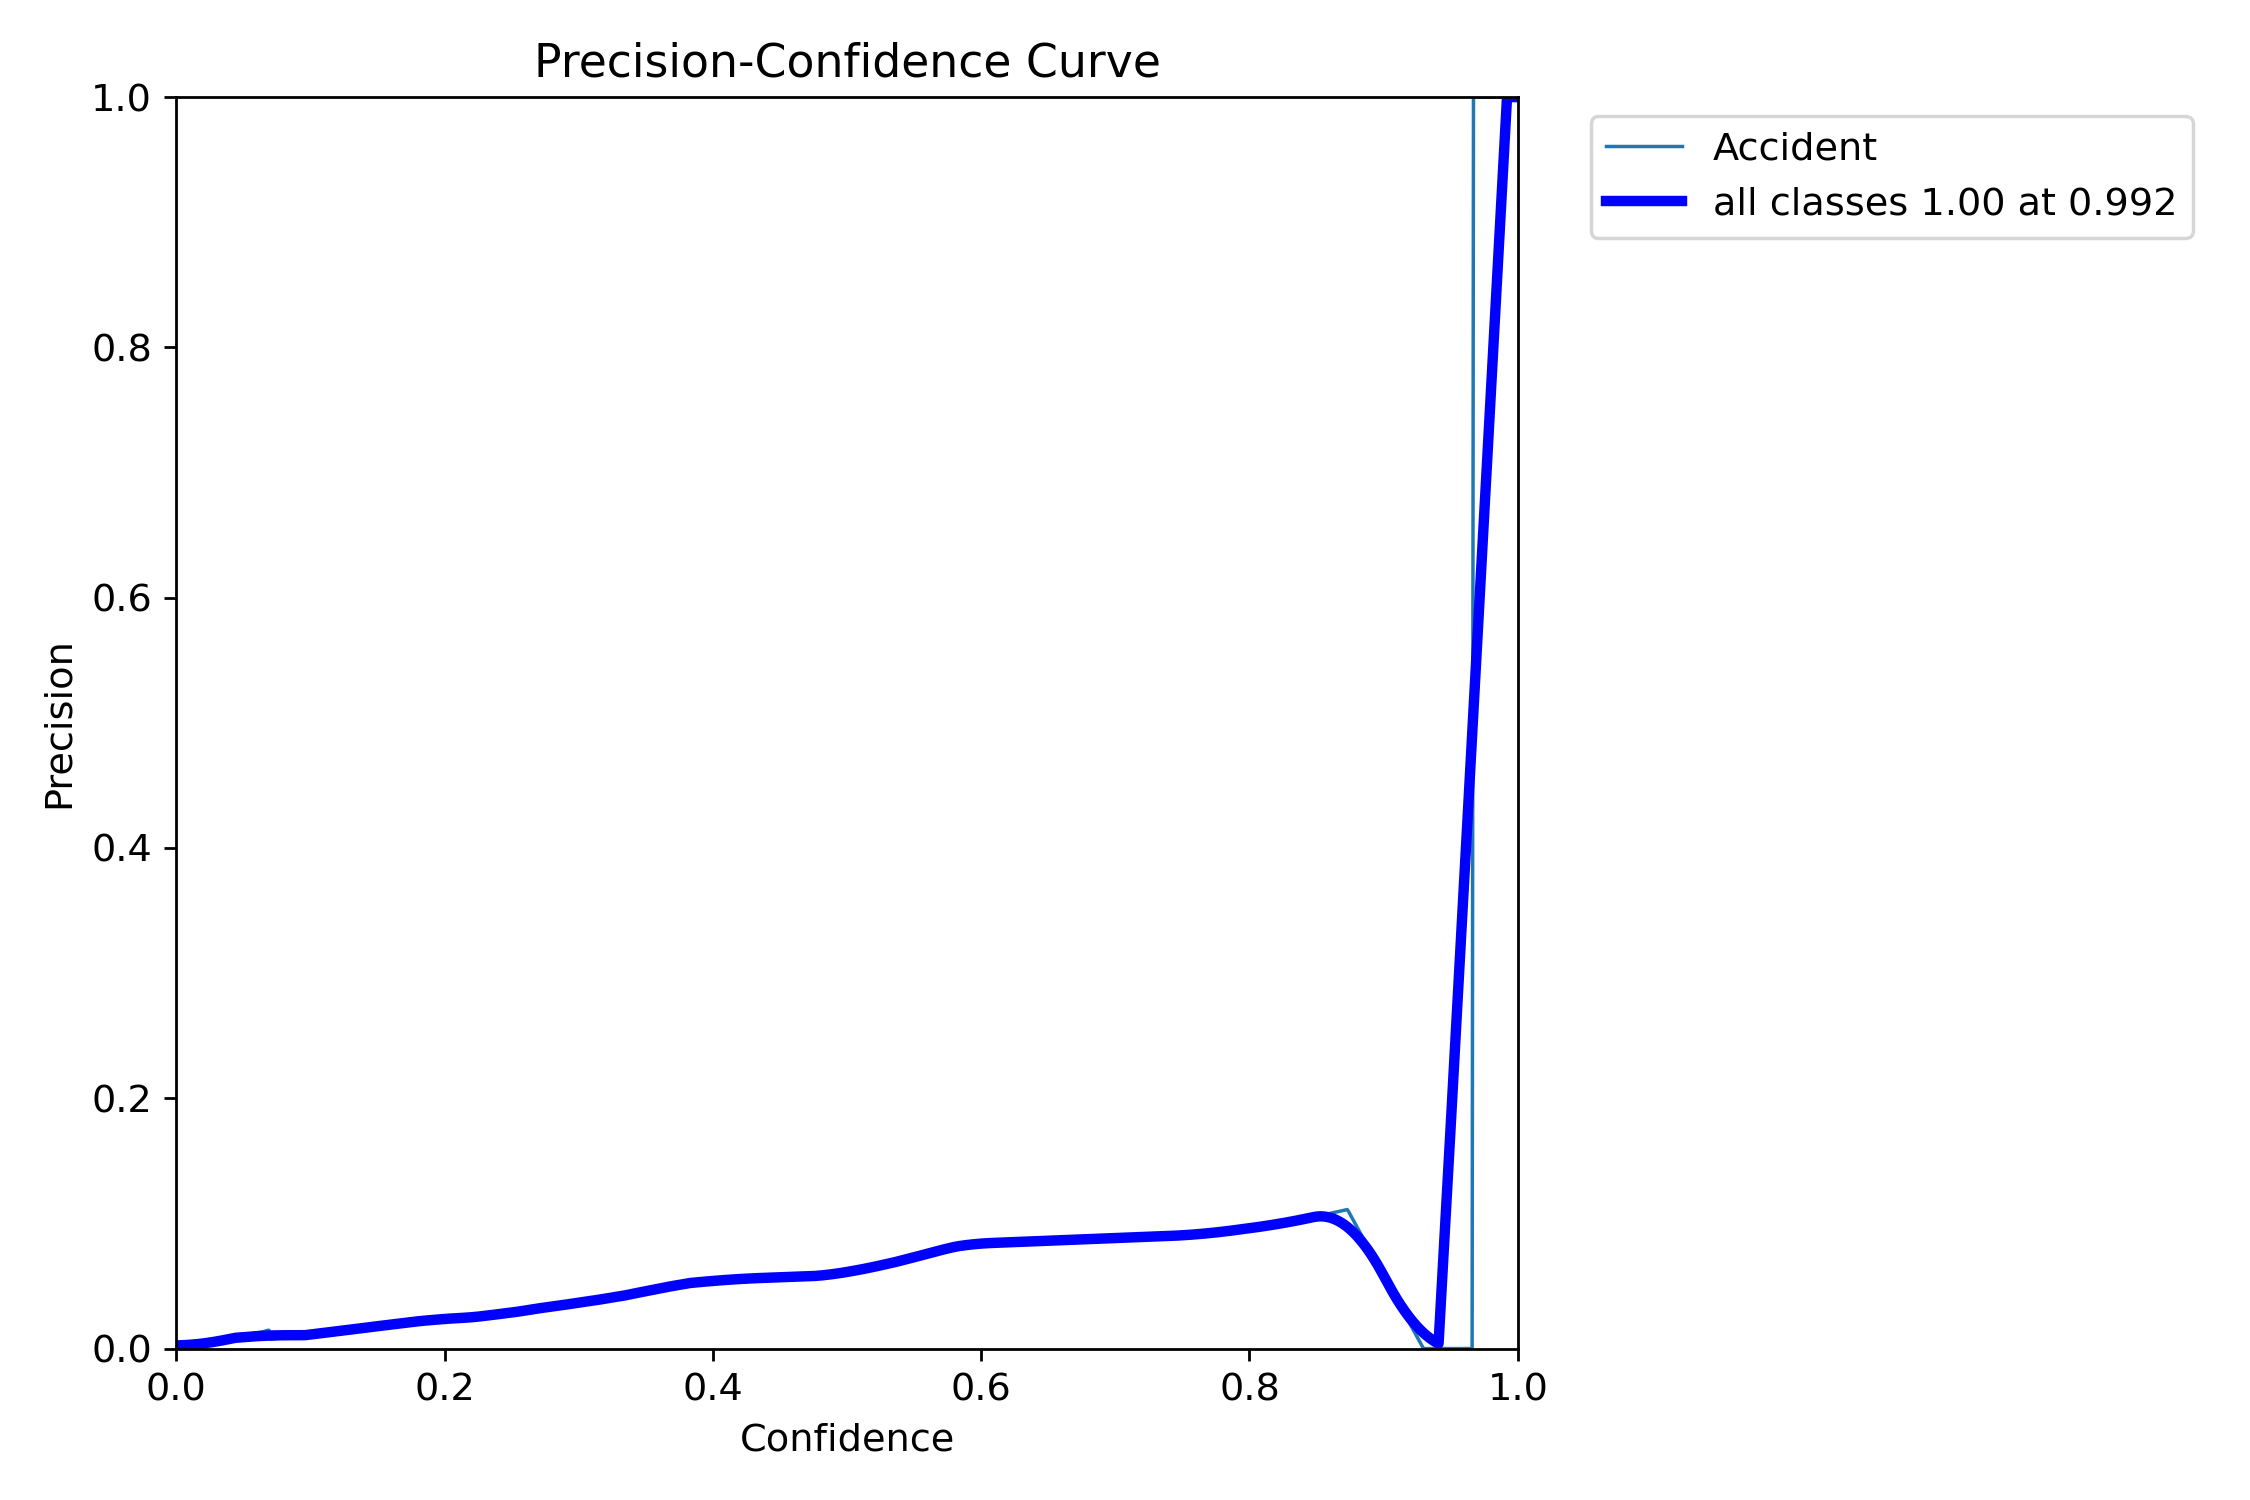 Precision-Confidence Curve
1.0
0.8
0.6
0.4
0.2
0.0
Precision
0.0 0.2 0.4 0.6 0.8 1.0
Confidence
Accident
all classes 1.00 at 0.992